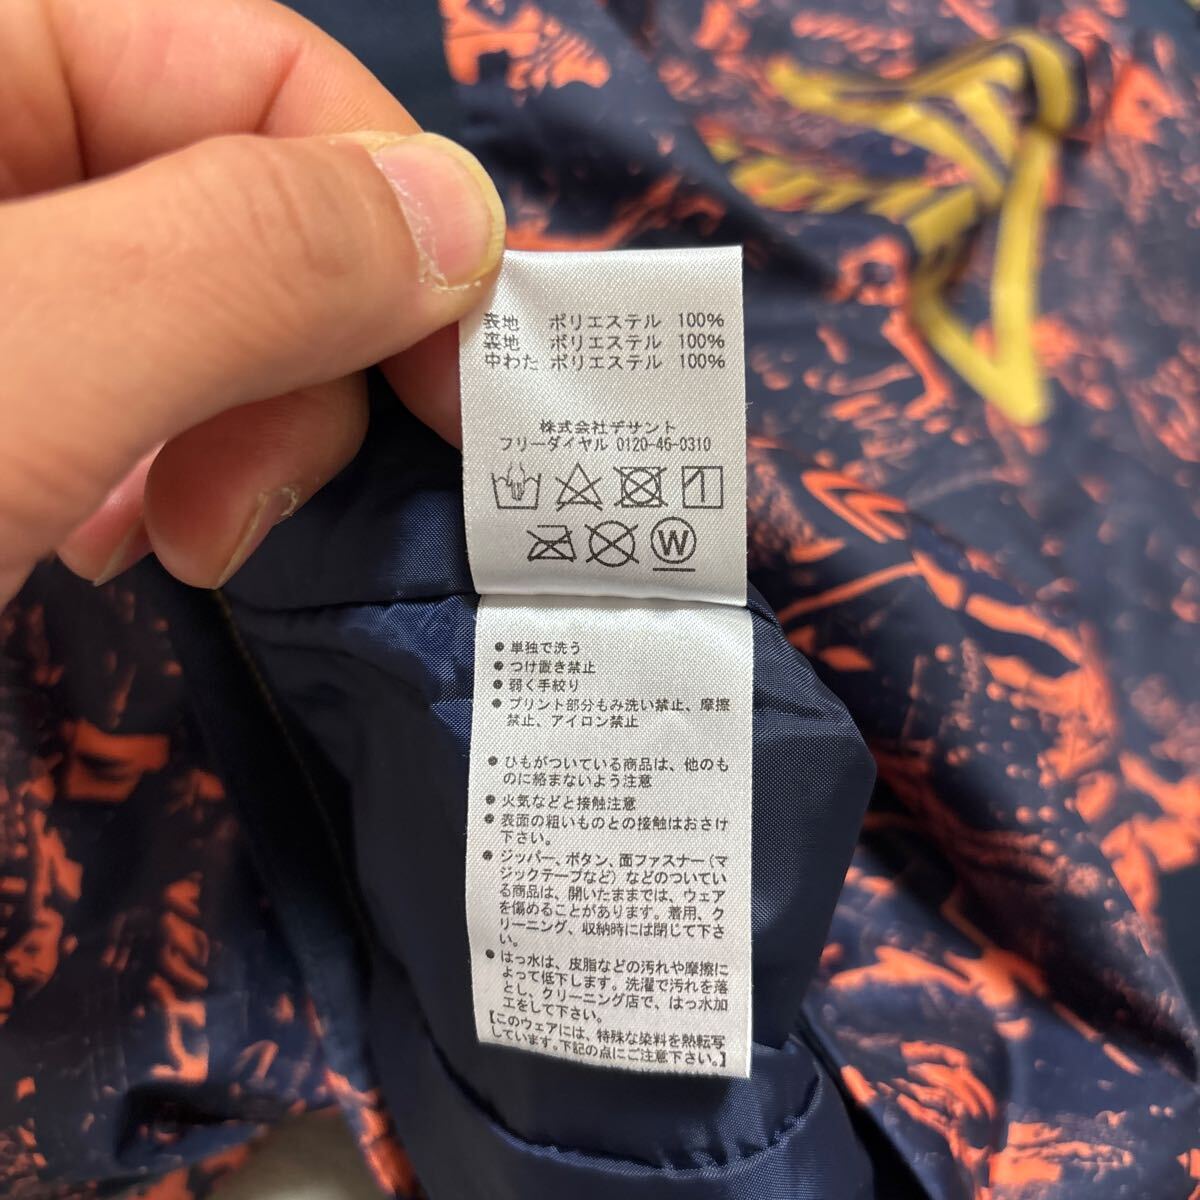 表地 ポリエステル 100%
裏地 ポリエステル 100%
中わた ポリエステル 100%
株式会社デサント
フリーダイヤル 0120-46-0310
W
● 単独で洗う
● つけ置き禁止
● 弱く手絞り
● プリント部分もみ洗い禁止、摩擦
禁止、アイロン禁止
● ひもがついている商品は、他のも
のに絡まないよう注意
● 火気などと接触注意
● 表面の粗いものとの接触はおさけ
下さい。
● ジッパー、ボタン、面ファスナー(マ
ジックテープなど)などのついてい
る商品は、開いたままでは、ウェア
を傷めることがあります。着用、ク
リーニング、収納時には閉じて下さ
い。
● はっ水は、皮脂などの汚れや摩擦に
よって低下します。洗濯で汚れを落
とし、クリーニング店で、はっ水加
工をして下さい。
【このウェアには、特殊な染料を熱転写
しています。下記の点にご注意下さい。】